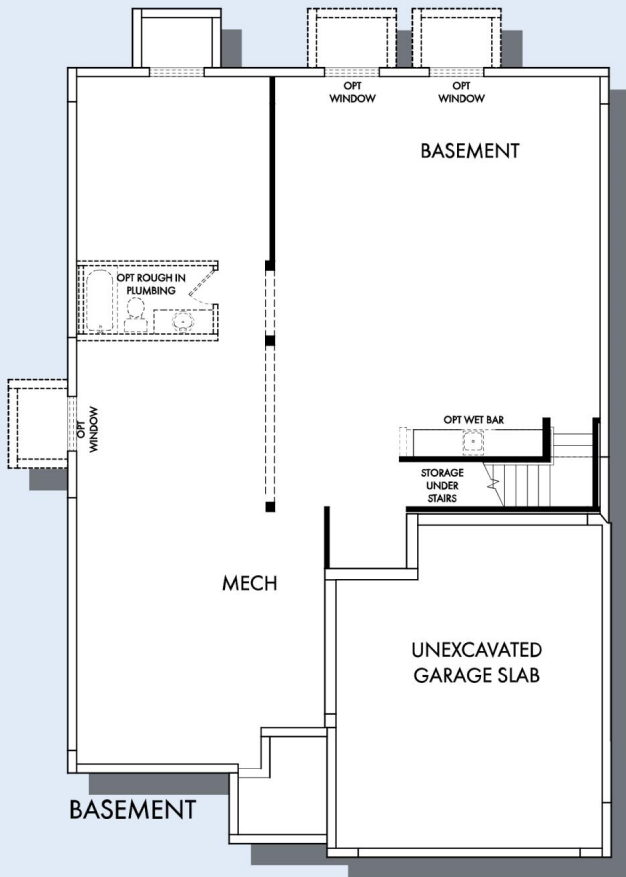 OPT
WINDOW
OPT
WINDOW
BASEMENT
OPT ROUGH IN
PLUMBING
OPT
WINDOW
OPT WET BAR
STORAGE
UNDER
STAIRS
MECH
UNEXCAVATED
GARAGE SLAB
BASEMENT